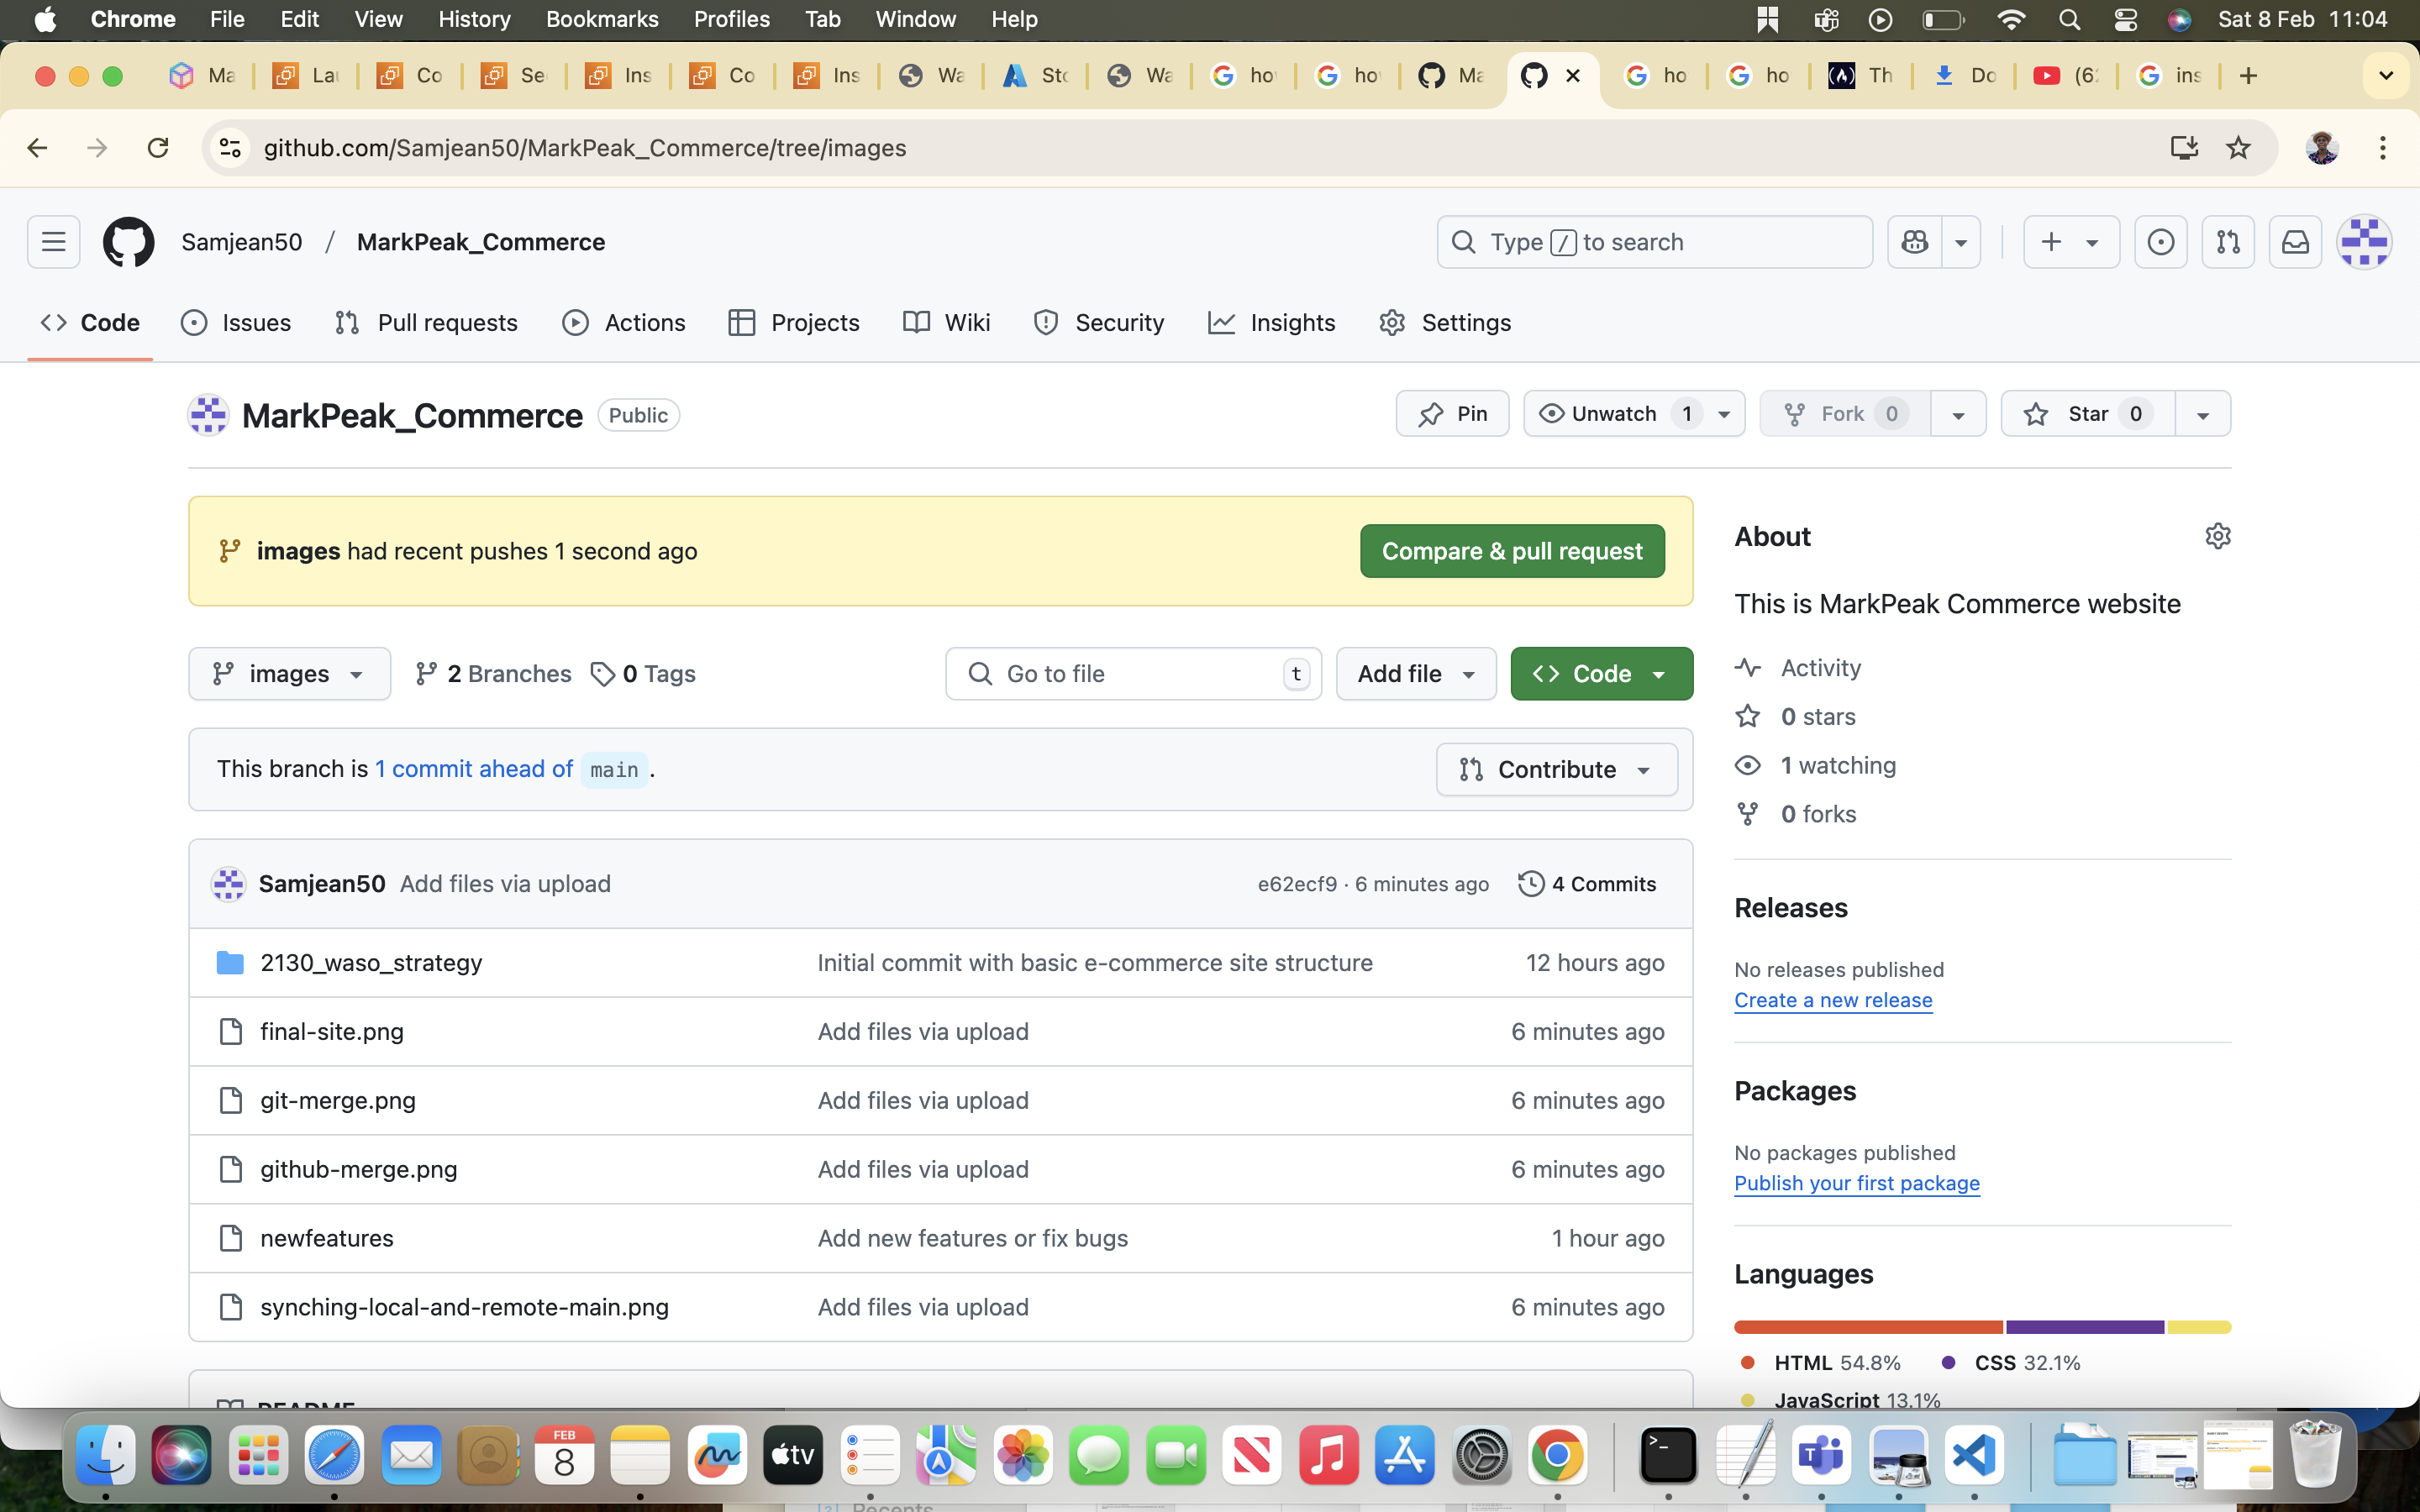 Chrome File Edit View History Bookmarks Profiles Tab Window Help Sat 8 Feb 11:04
Ma Lau Co Se Ins Co Ins Wa Sto Wa ho ho Ma ho ho Th Do (6 ins
github.com/Samjean50/MarkPeak_Commerce/tree/images
Samjean50 / MarkPeak_Commerce Type / to search
Code Issues Pull requests Actions Projects Wiki Security Insights Settings
MarkPeak_Commerce Public Pin Unwatch 1 Fork 0 Star 0
images had recent pushes 1 second ago Compare & pull request
images 2 Branches 0 Tags Go to file t Add file Code
This branch is 1 commit ahead of main . Contribute
Samjean50 Add files via upload e62ecf9 · 6 minutes ago 4 Commits
2130_waso_strategy Initial commit with basic e-commerce site structure 12 hours ago
final-site.png Add files via upload 6 minutes ago
git-merge.png Add files via upload 6 minutes ago
github-merge.png Add files via upload 6 minutes ago
newfeatures Add new features or fix bugs 1 hour ago
synching-local-and-remote-main.png Add files via upload 6 minutes ago
README
About
This is MarkPeak Commerce website
Activity
0 stars
1 watching
0 forks
Releases
No releases published
Create a new release
Packages
No packages published
Publish your first package
Languages
HTML 54.8% CSS 32.1%
JavaScript 13.1%
FEB
8
tv
Recents